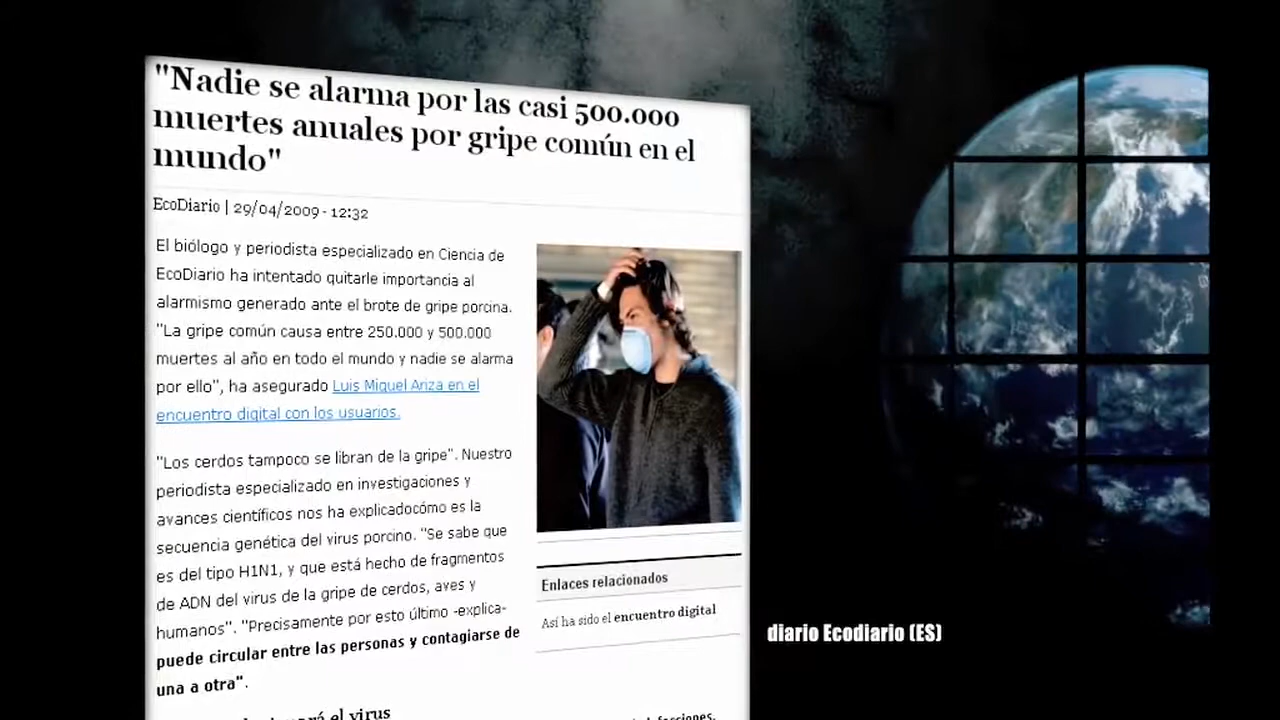 "Nadie se alarma por las casi 500.000
muertes anuales por gripe común en el
mundo"
EcoDiario | 29/04/2009 - 12:32
El biólogo y periodista especializado en Ciencia de
EcoDiario ha intentado quitarle importancia al
alarmismo generado ante el brote de gripe porcina.
"La gripe común causa entre 250.000 y 500.000
muertes al año en todo el mundo y nadie se alarma
por ello", ha asegurado Luis Miguel Ariza en el
encuentro digital con los usuarios.
"Los cerdos tampoco se libran de la gripe". Nuestro
periodista especializado en investigaciones y
avances científicos nos ha explicadocómo es la
secuencia genética del virus porcino. "Se sabe que
es del tipo H1N1, y que está hecho de fragmentos
de ADN del virus de la gripe de cerdos, aves y
humanos". "Precisamente por esto último -explica-
puede circular entre las personas y contagiarse de
una a otra".
el virus
Enlaces relacionados
Así ha sido el encuentro digital
diario Ecodiario (ES)